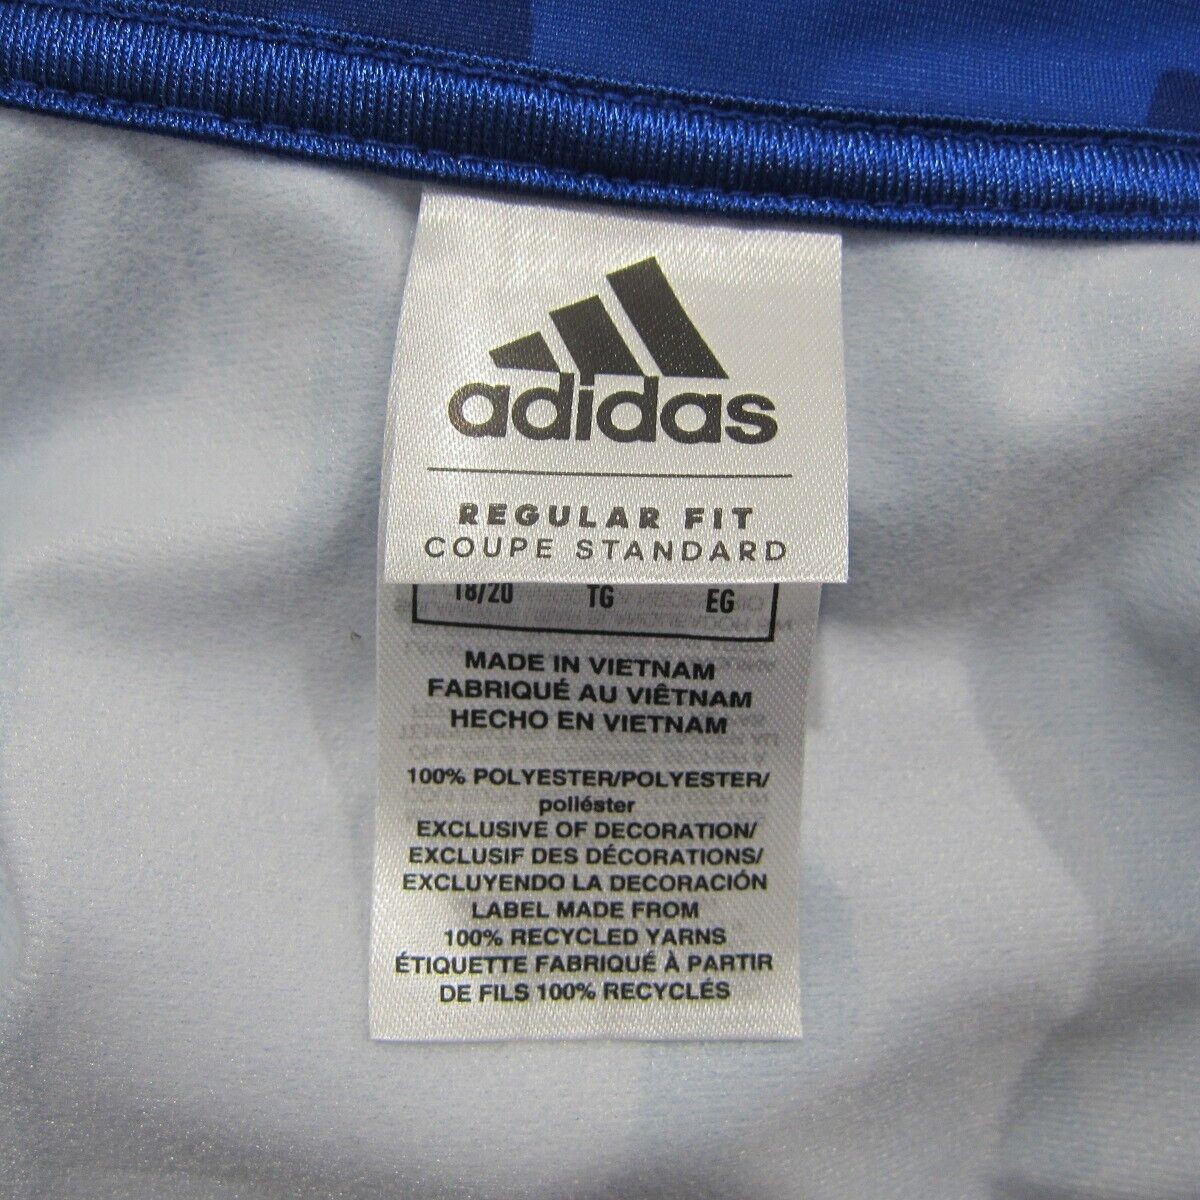 adidas
REGULAR FIT
COUPE STANDARD
18/20 TG EG
MADE IN VIETNAM
FABRIQUÉ AU VIÊTNAM
HECHO EN VIETNAM
100% POLYESTER/POLYESTER/
poliéster
EXCLUSIVE OF DECORATION/
EXCLUSIF DES DÉCORATIONS/
EXCLUYENDO LA DECORACIÓN
LABEL MADE FROM
100% RECYCLED YARNS
ÉTIQUETTE FABRIQUÉ À PARTIR
DE FILS 100% RECYCLÉS